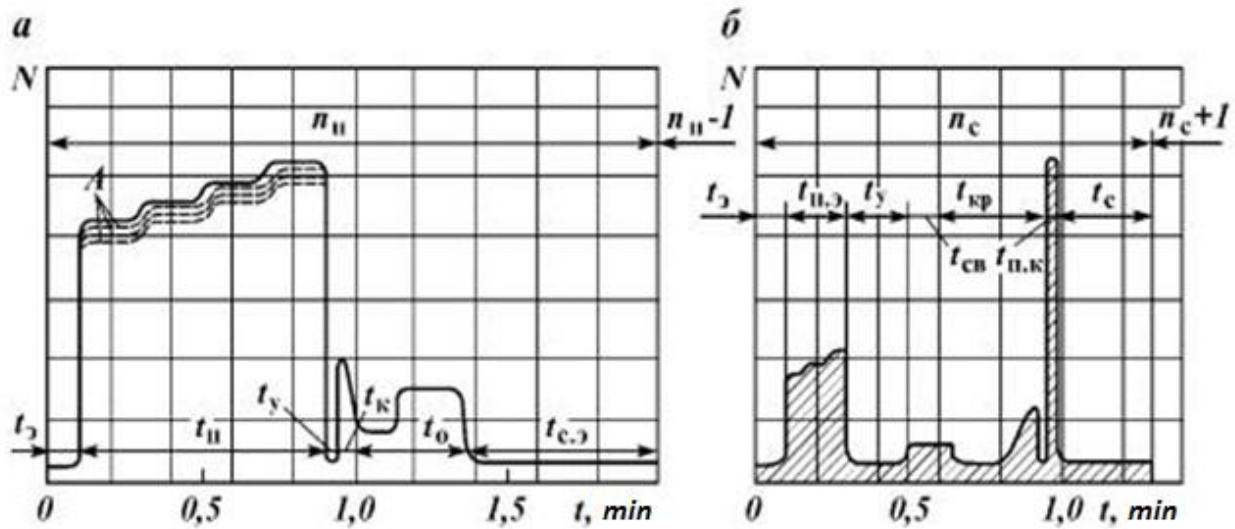 а
N
n_п
n_п-1
A
t_э
t_п
t_у
t_к
t_о
t_с.э
0
0,5
1,0
1,5
t, min
б
N
n_с
n_с+1
t_э
t_п.э
t_у
t_кр
t_с
t_св
t_п.к
0
0,5
1,0
t, min